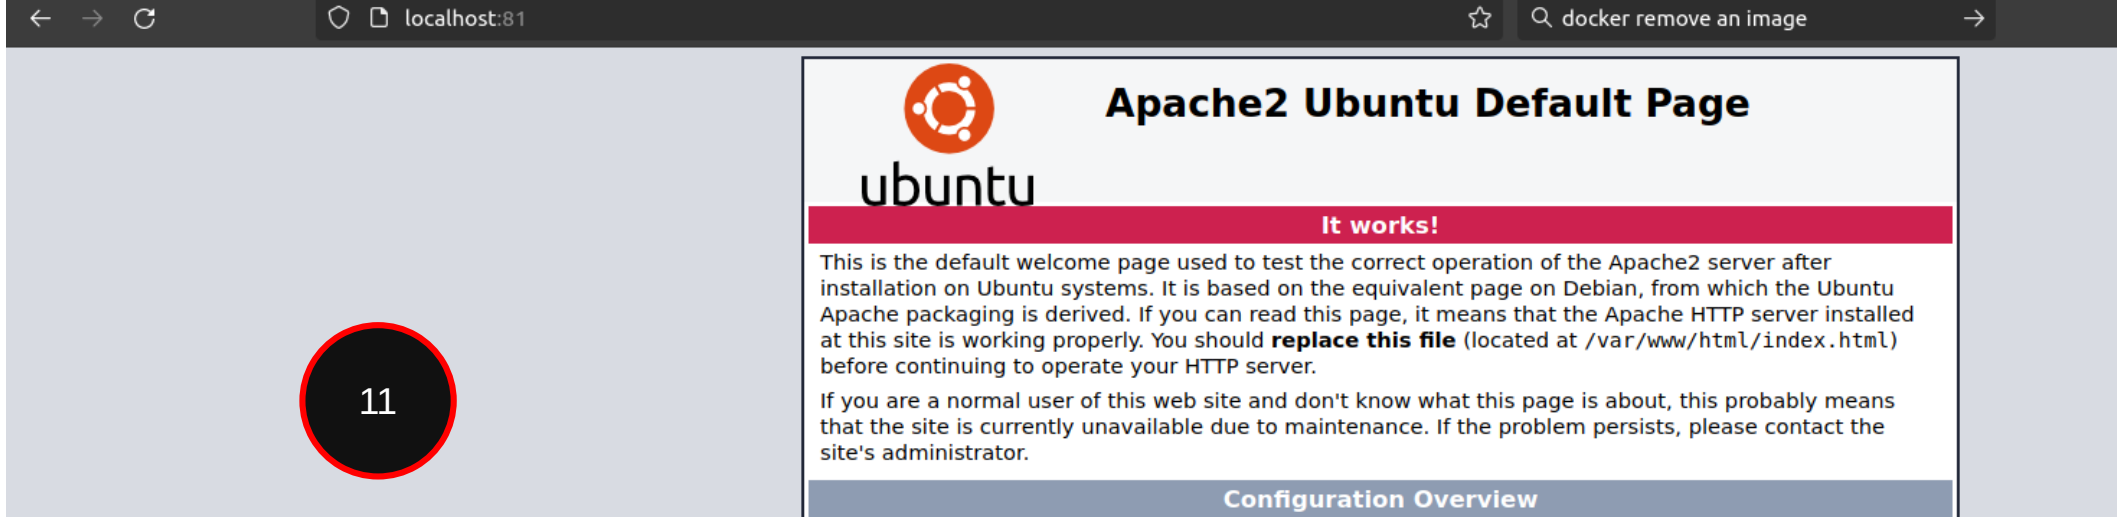 localhost:81
docker remove an image
ubuntu
Apache2 Ubuntu Default Page
It works!
This is the default welcome page used to test the correct operation of the Apache2 server after
installation on Ubuntu systems. It is based on the equivalent page on Debian, from which the Ubuntu
Apache packaging is derived. If you can read this page, it means that the Apache HTTP server installed
at this site is working properly. You should replace this file (located at /var/www/html/index.html)
before continuing to operate your HTTP server.
If you are a normal user of this web site and don't know what this page is about, this probably means
that the site is currently unavailable due to maintenance. If the problem persists, please contact the
site's administrator.
11
Configuration Overview